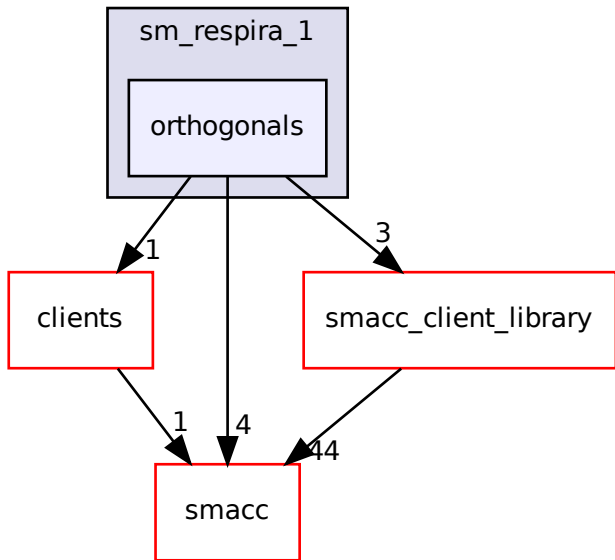 sm_respira_1
orthogonals
1
4
3
clients
smacc_client_library
1
44
smacc